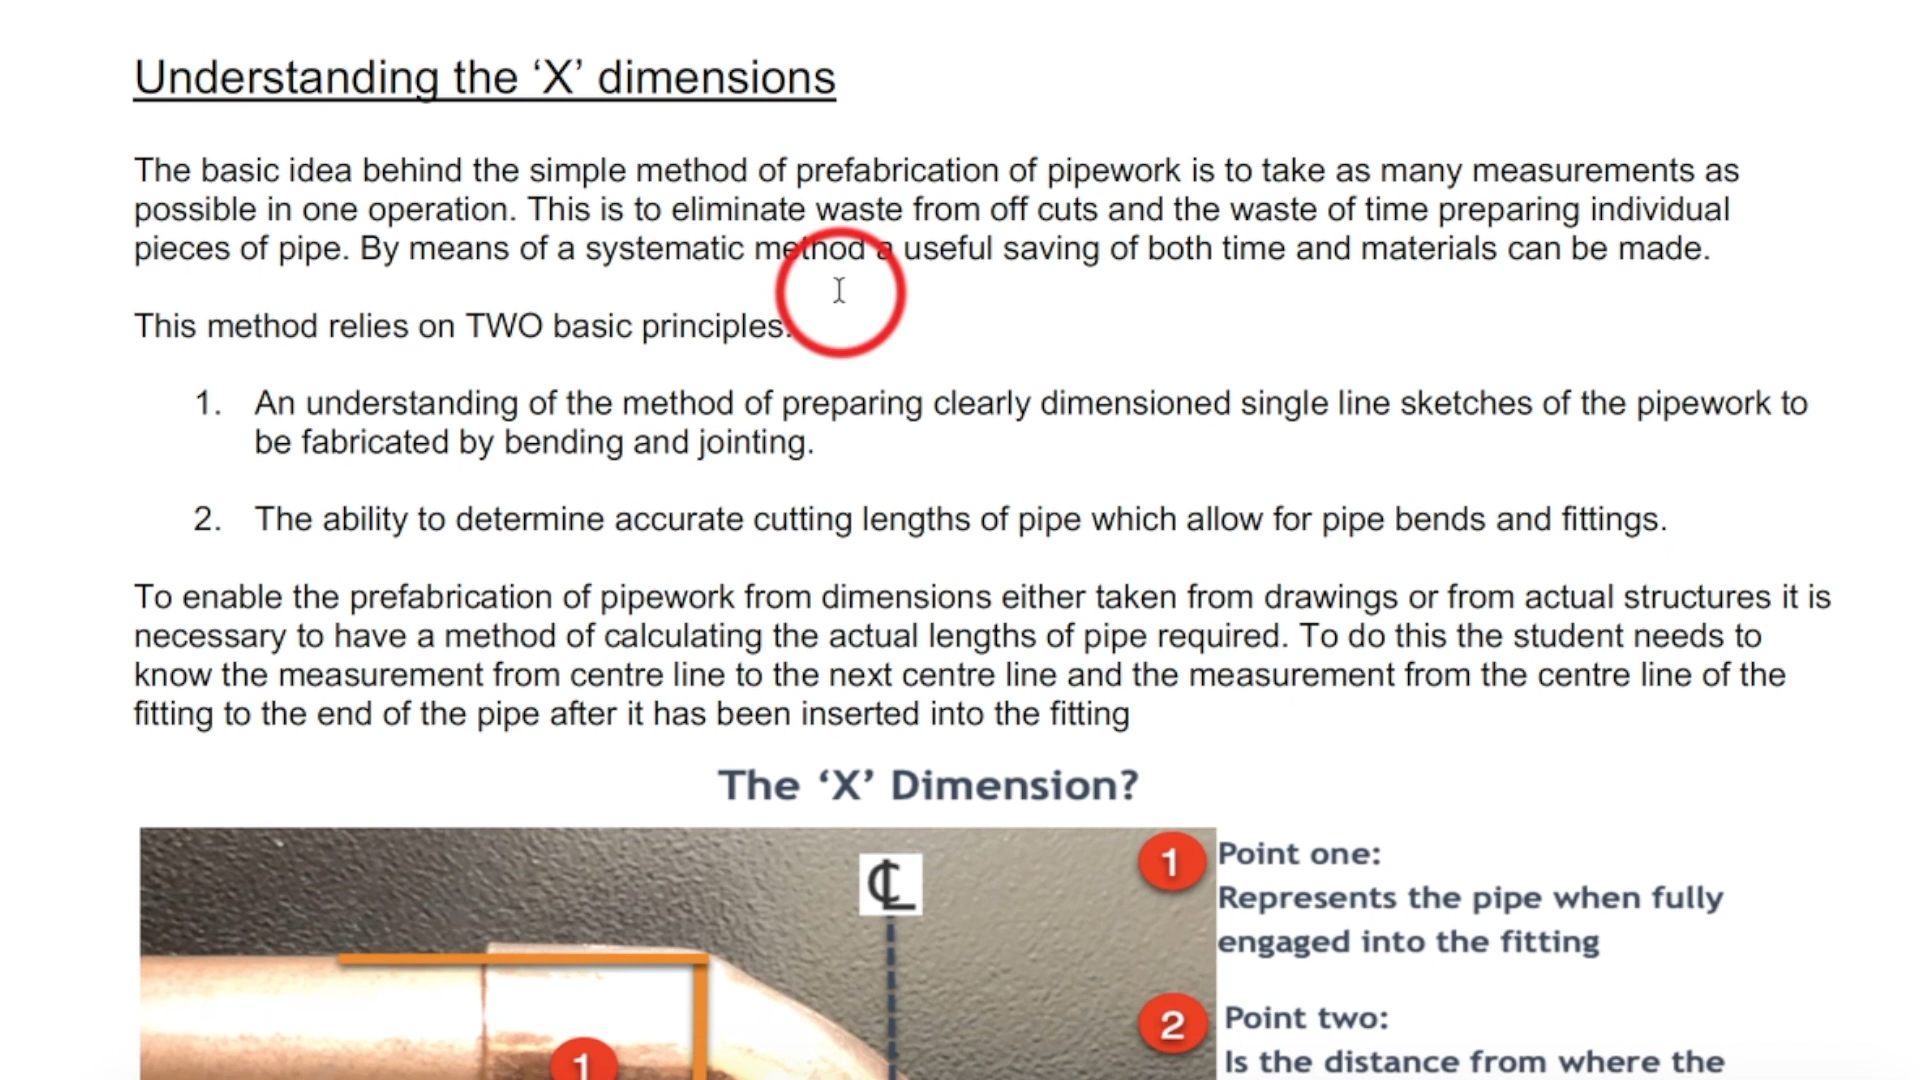 Understanding the ‘X’ dimensions
The basic idea behind the simple method of prefabrication of pipework is to take as many measurements as
possible in one operation. This is to eliminate waste from off cuts and the waste of time preparing individual
pieces of pipe. By means of a systematic method a useful saving of both time and materials can be made.
This method relies on TWO basic principles.
1. An understanding of the method of preparing clearly dimensioned single line sketches of the pipework to
be fabricated by bending and jointing.
2. The ability to determine accurate cutting lengths of pipe which allow for pipe bends and fittings.
To enable the prefabrication of pipework from dimensions either taken from drawings or from actual structures it is
necessary to have a method of calculating the actual lengths of pipe required. To do this the student needs to
know the measurement from centre line to the next centre line and the measurement from the centre line of the
fitting to the end of the pipe after it has been inserted into the fitting
The ‘X’ Dimension?
℄
1
1 Point one:
Represents the pipe when fully
engaged into the fitting
2 Point two:
Is the distance from where the